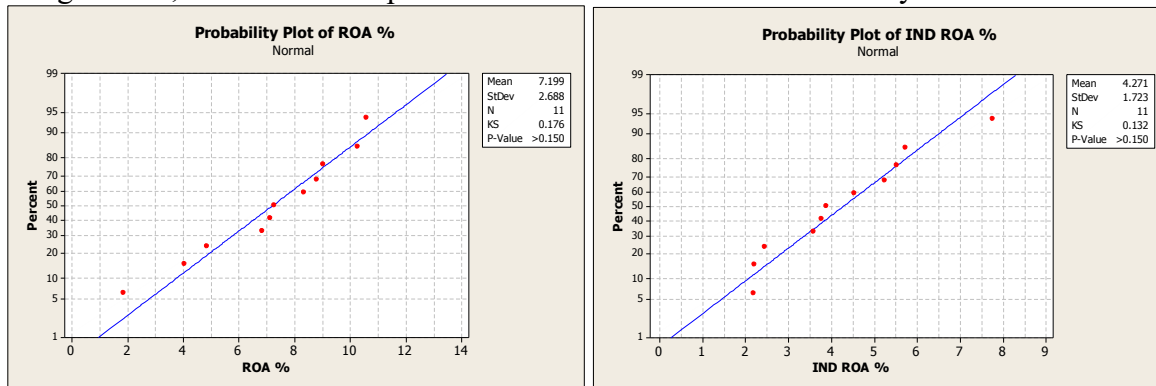 Probability Plot of ROA %
Normal
99
95
90
80
70
60
50
40
30
20
10
5
1
Percent
0 2 4 6 8 10 12 14
ROA %
Mean 7.199
StDev 2.688
N 11
KS 0.176
P-Value >0.150
Probability Plot of IND ROA %
Normal
99
95
90
80
70
60
50
40
30
20
10
5
1
Percent
0 1 2 3 4 5 6 7 8 9
IND ROA %
Mean 4.271
StDev 1.723
N 11
KS 0.132
P-Value >0.150